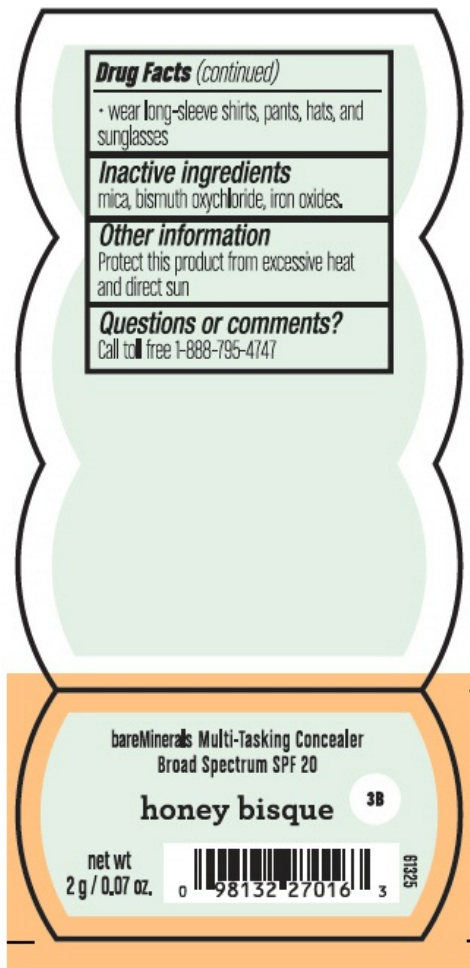 Drug Facts (continued)
· wear long-sleeve shirts, pants, hats, and
sunglasses
Inactive ingredients
mica, bismuth oxychloride, iron oxides.
Other information
Protect this product from excessive heat
and direct sun
Questions or comments?
Call toll free 1-888-795-4747
bareMinerals Multi-Tasking Concealer
Broad Spectrum SPF 20
honey bisque 3B
net wt
2 g / 0.07 oz.
0 98132 27016 3
61325